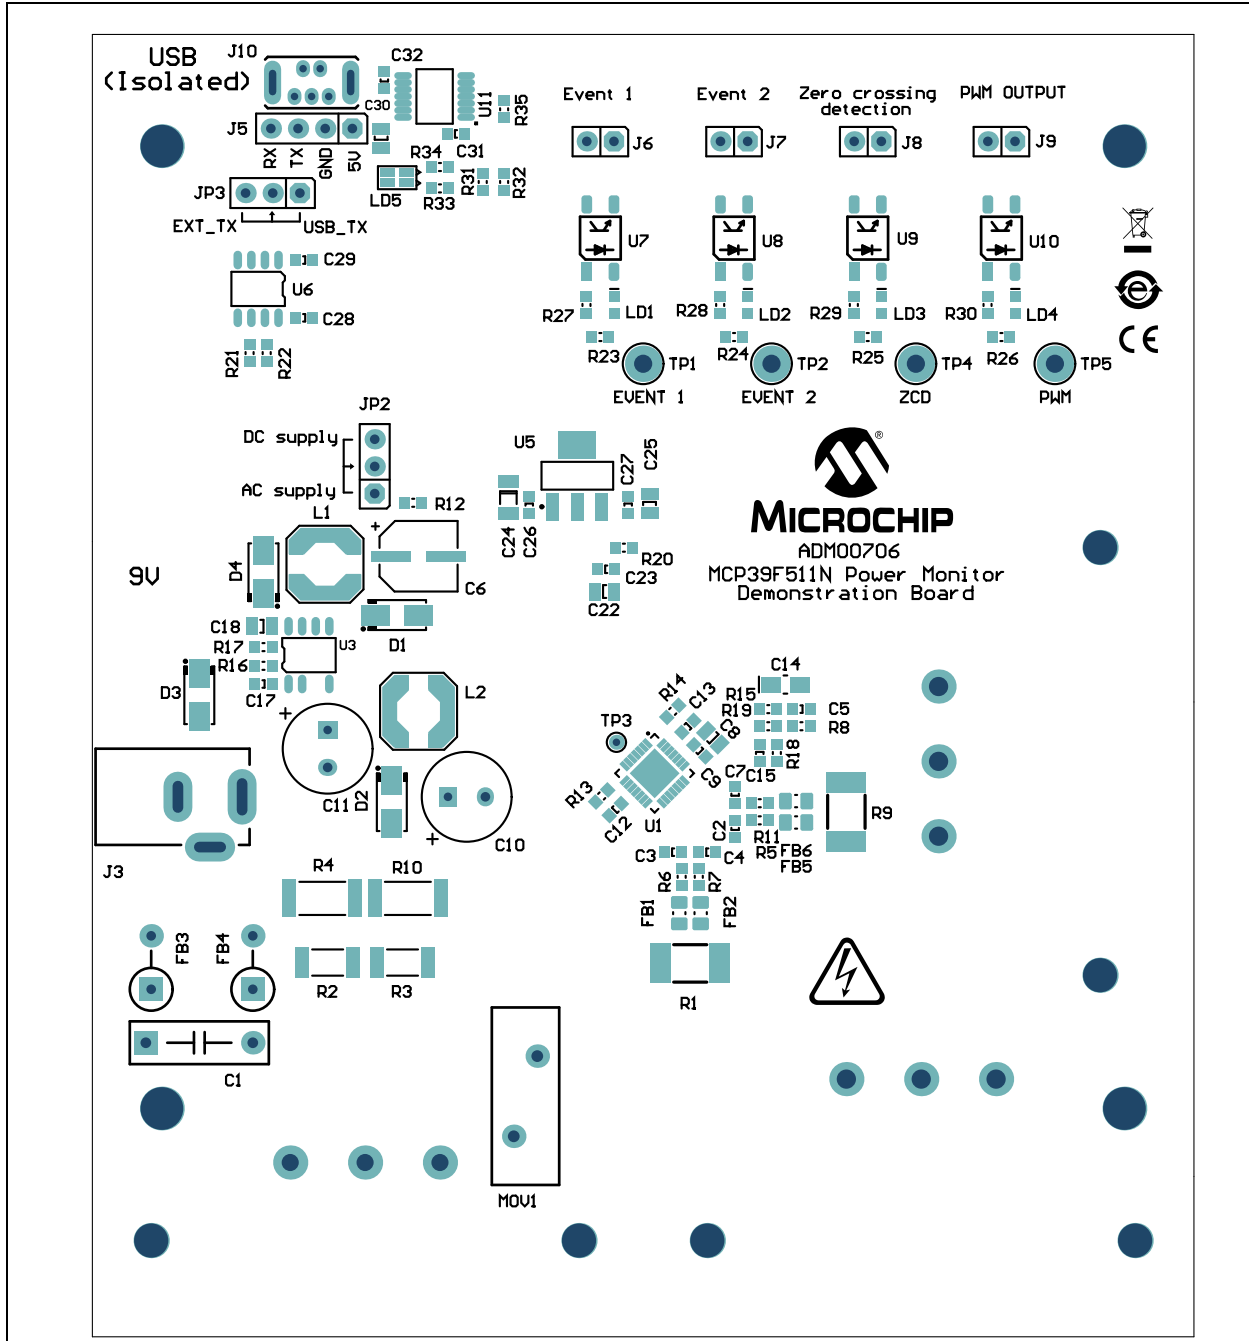 USB
(Isolated)
J10
C32
C30
U11
R35
J5
RX
TX
GND
5V
C31
R34
R33
R31
R32
LD5
JP3
EXT_TX
USB_TX
Event 1
Event 2
Zero crossing
detection
PWM OUTPUT
J6
J7
J8
J9
U7
U8
U9
U10
C29
U6
C28
R21
R22
R27
LD1
R28
LD2
R29
LD3
R30
LD4
R23
R24
R25
R26
TP1
TP2
TP4
TP5
EVENT 1
EVENT 2
ZCD
PWM
CE
JP2
DC supply
AC supply
R12
U5
C27
C25
C24
C26
R20
C23
C22
®
MICROCHIP
ADM00706
MCP39F511N Power Monitor
Demonstration Board
L1
+
9V
D4
C6
D1
C18
R17
R16
C17
U3
D3
L2
+
C11
D2
+
C10
J3
TP3
R14
C13
C8
C9
R13
C12
U1
C14
R15
R19
C5
R8
R18
C15
C7
C2
R11
R5
FB6
FB5
R9
C3
C4
R6
R7
FB1
FB2
R1
R4
R10
R2
R3
FB3
FB4
C1
MOV1